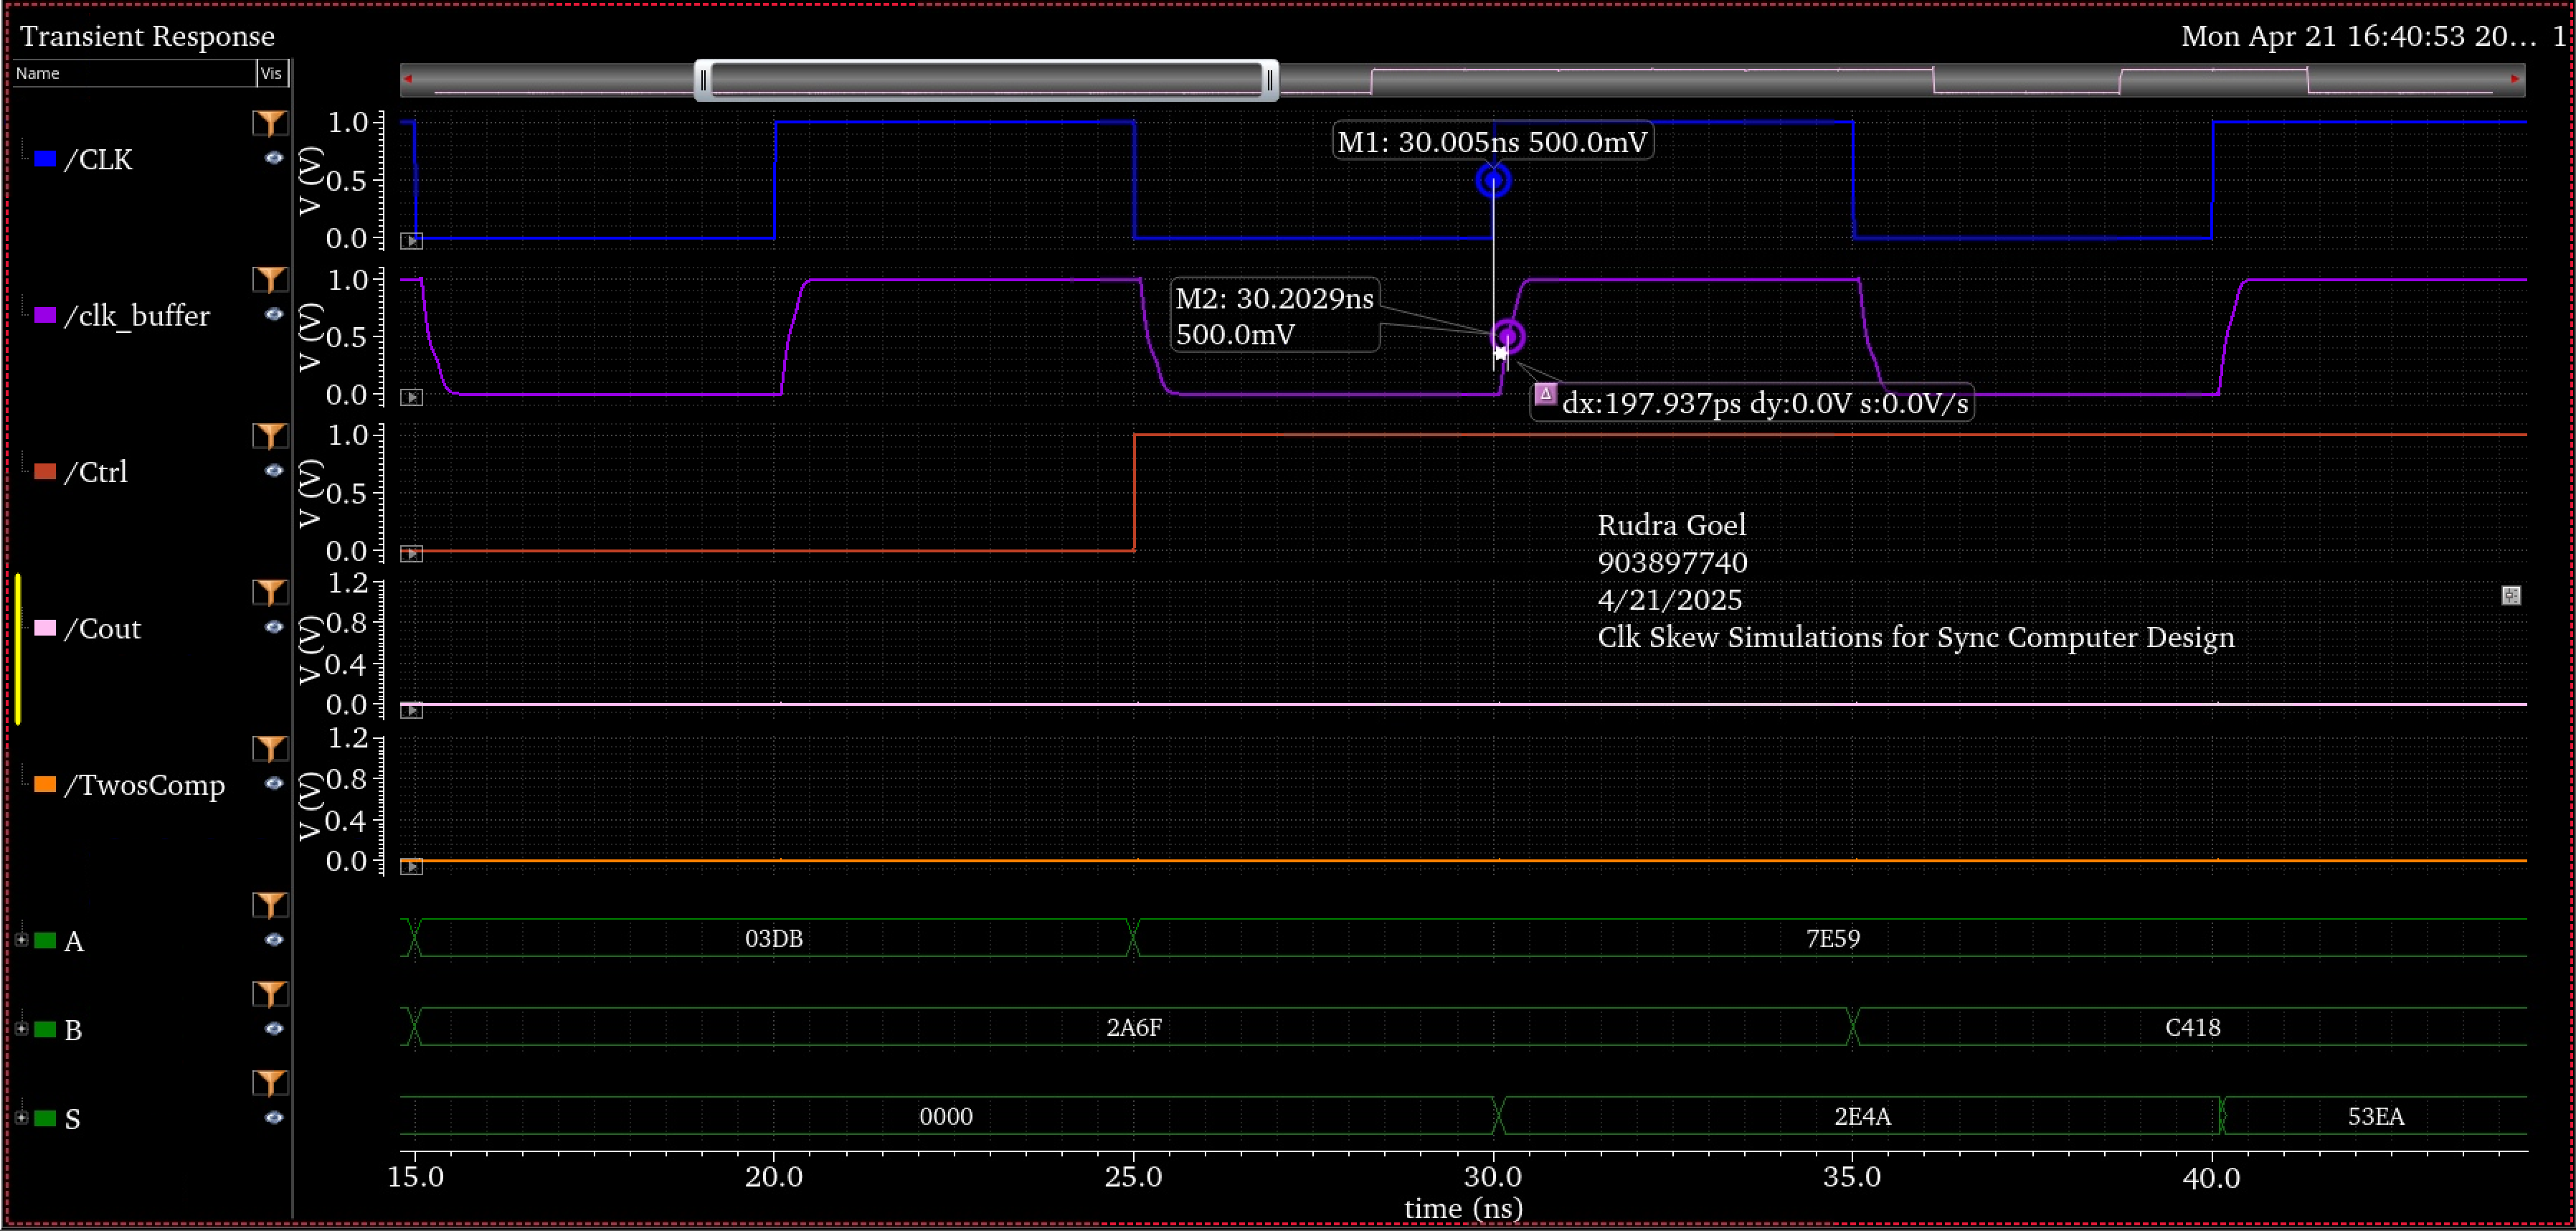 Transient Response
Mon Apr 21 16:40:53 20... 1
Name Vis
/CLK
V (V)
1.0
0.5
0.0
M1: 30.005ns 500.0mV
/clk_buffer
V (V)
1.0
0.5
0.0
M2: 30.2029ns
500.0mV
Δ dx:197.937ps dy:0.0V s:0.0V/s
/Ctrl
V (V)
1.0
0.5
0.0
Rudra Goel
903897740
4/21/2025
Clk Skew Simulations for Sync Computer Design
/Cout
V (V)
1.2
0.8
0.4
0.0
/TwosComp
V (V)
1.2
0.8
0.4
0.0
A 03DB 7E59
B 2A6F C418
S 0000 2E4A 53EA
15.0 20.0 25.0 30.0 35.0 40.0
time (ns)